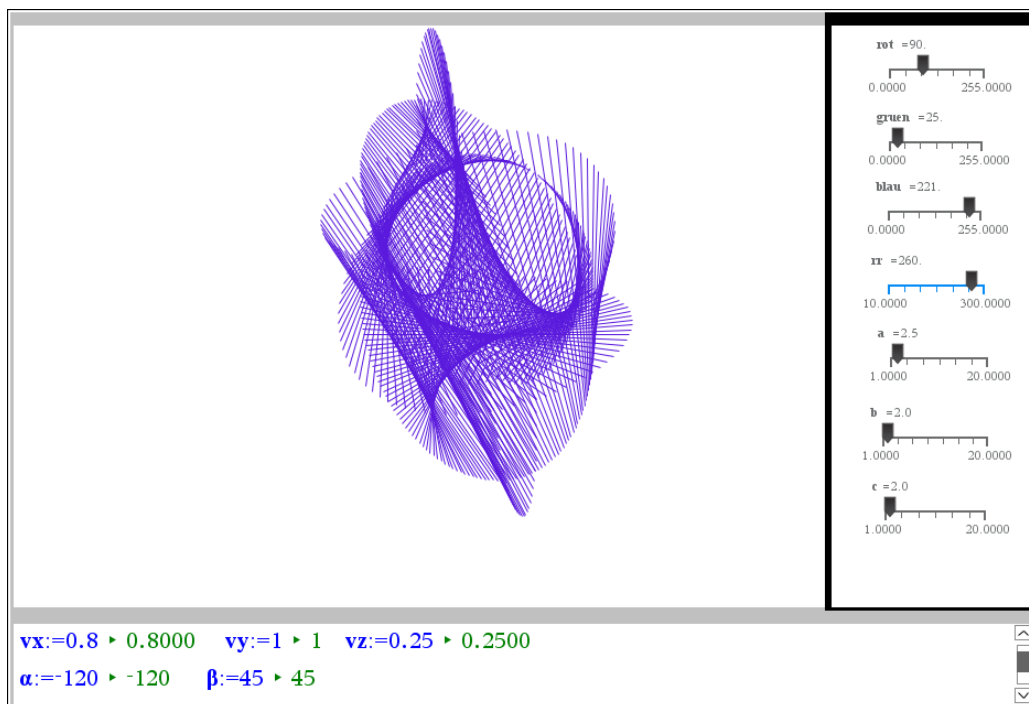 rot =90.
0.0000 255.0000
gruen =25.
0.0000 255.0000
blau =221.
0.0000 255.0000
rr =260.
10.0000 300.0000
a =2.5
1.0000 20.0000
b =2.0
1.0000 20.0000
c =2.0
1.0000 20.0000
vx:=0.8 ▸ 0.8000 vy:=1 ▸ 1 vz:=0.25 ▸ 0.2500
α:=⁻120 ▸ ⁻120 β:=45 ▸ 45